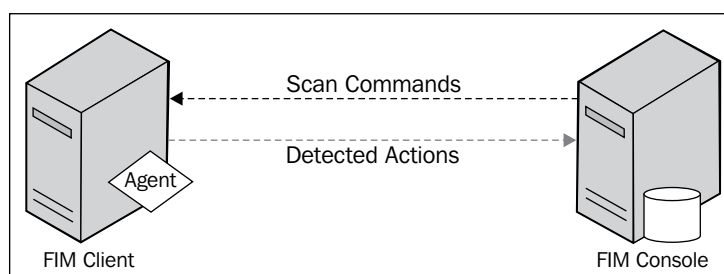 Scan Commands
Detected Actions
Agent
FIM Client
FIM Console